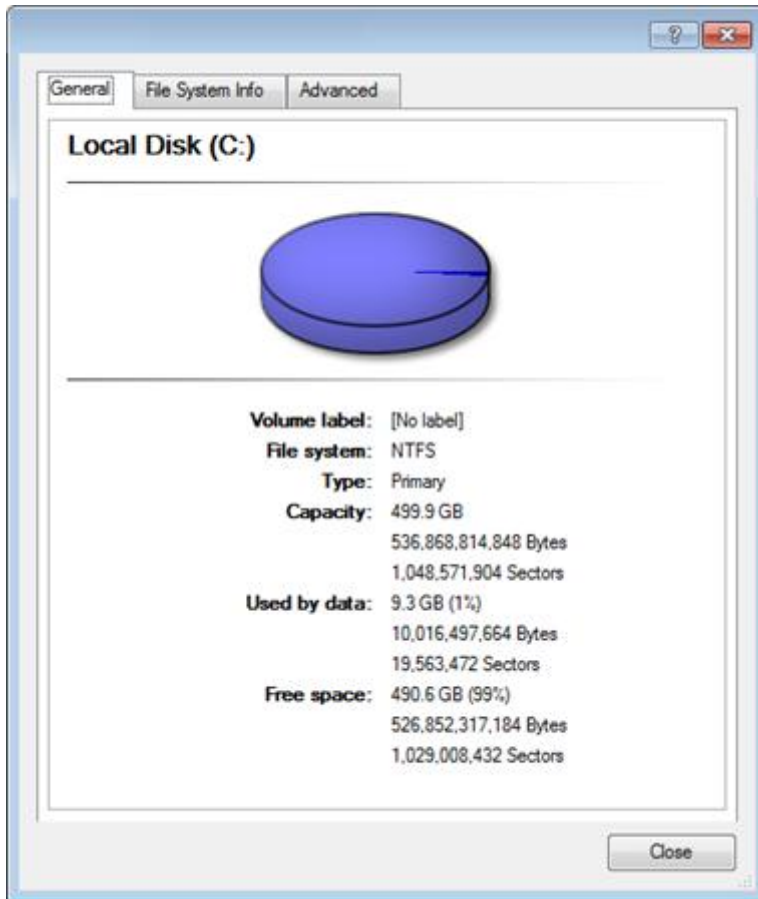 General File System Info Advanced
Local Disk (C:)
Volume label: [No label]
File system: NTFS
Type: Primary
Capacity: 499.9 GB
536,868,814,848 Bytes
1,048,571,904 Sectors
Used by data: 9.3 GB (1%)
10,016,497,664 Bytes
19,563,472 Sectors
Free space: 490.6 GB (99%)
526,852,317,184 Bytes
1,029,008,432 Sectors
Close